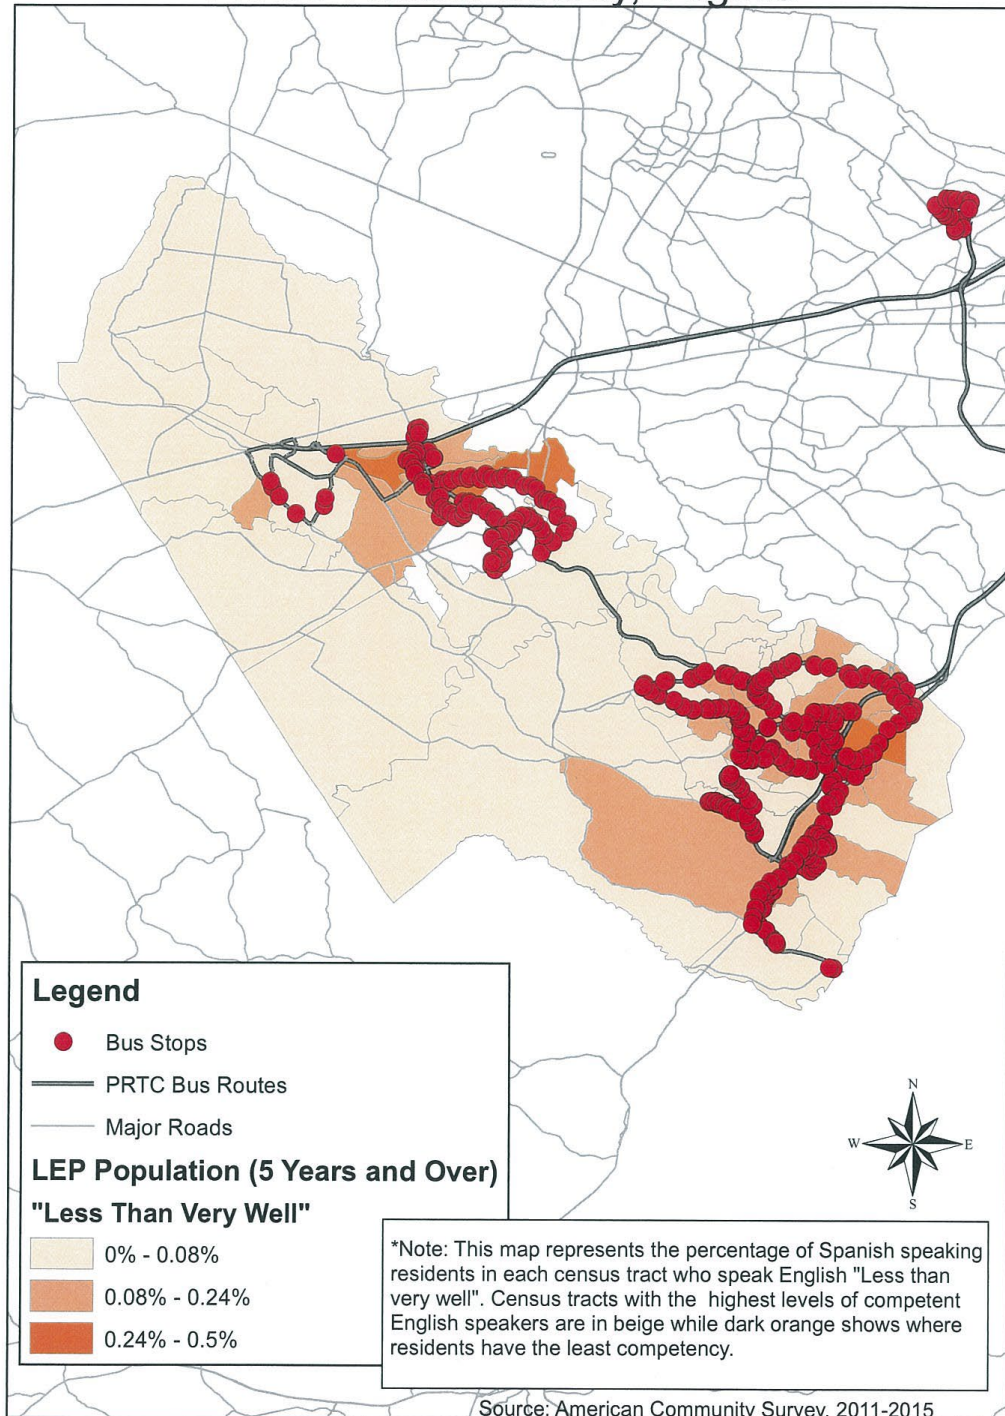 Legend
Bus Stops
PRTC Bus Routes
Major Roads
LEP Population (5 Years and Over)
"Less Than Very Well"
0% - 0.08%
0.08% - 0.24%
0.24% - 0.5%
N
W
E
S
*Note: This map represents the percentage of Spanish speaking
residents in each census tract who speak English "Less than
very well". Census tracts with the highest levels of competent
English speakers are in beige while dark orange shows where
residents have the least competency.
Source: American Community Survey, 2011-2015